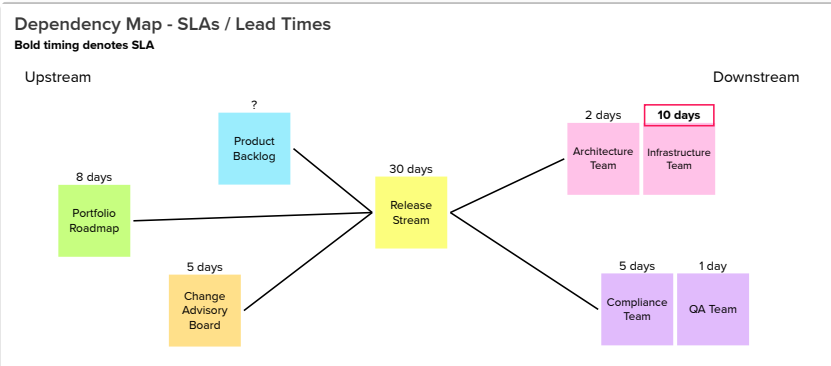 Dependency Map - SLAs / Lead Times
Bold timing denotes SLA
Upstream
Downstream
?
Product
Backlog
8 days
Portfolio
Roadmap
5 days
Change
Advisory
Board
30 days
Release
Stream
2 days
Architecture
Team
10 days
Infrastructure
Team
5 days
Compliance
Team
1 day
QA Team